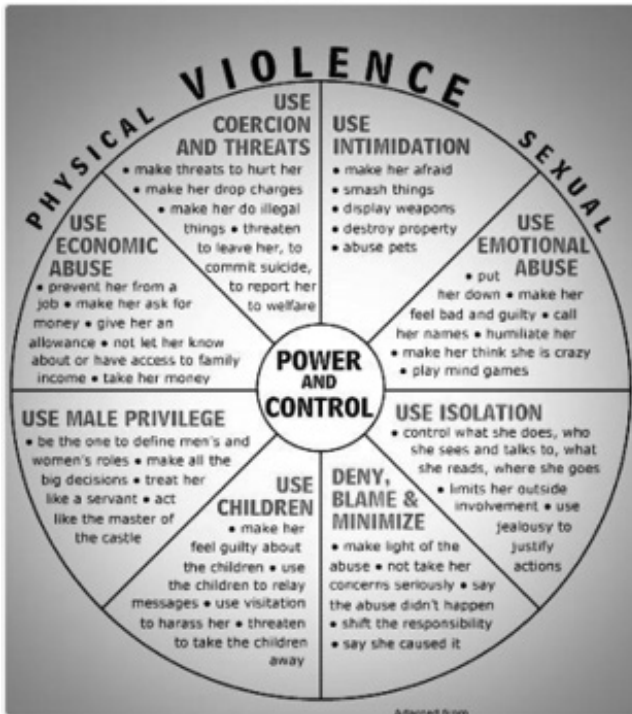 PHYSICAL VIOLENCE SEXUAL
USE
COERCION
AND THREATS
• make threats to hurt her
• make her drop charges
• make her do illegal
things • threaten
to leave her, to
commit suicide,
to report her
to welfare
USE
INTIMIDATION
• make her afraid
• smash things
• display weapons
• destroy property
• abuse pets
USE
EMOTIONAL
ABUSE
• put
her down • make her
feel bad and guilty • call
her names • humiliate her
• make her think she is crazy
• play mind games
USE ISOLATION
• control what she does, who
she sees and talks to, what
she reads, where she goes
• limits her outside
involvement • use
jealousy to
justify
actions
DENY,
BLAME &
MINIMIZE
• make light of the
abuse • not take her
concerns seriously • say
the abuse didn't happen
• shift the responsibility
• say she caused it
USE
CHILDREN
• make her
feel guilty about
the children • use
the children to relay
messages • use visitation
to harass her • threaten
to take the children
away
USE MALE PRIVILEGE
• be the one to define men's and
women's roles • make all the
big decisions • treat her
like a servant • act
like the master of
the castle
USE
ECONOMIC
ABUSE
• prevent her from a
job • make her ask for
money • give her an
allowance • not let her know
about or have access to family
income • take her money
POWER
AND
CONTROL
Adapted from